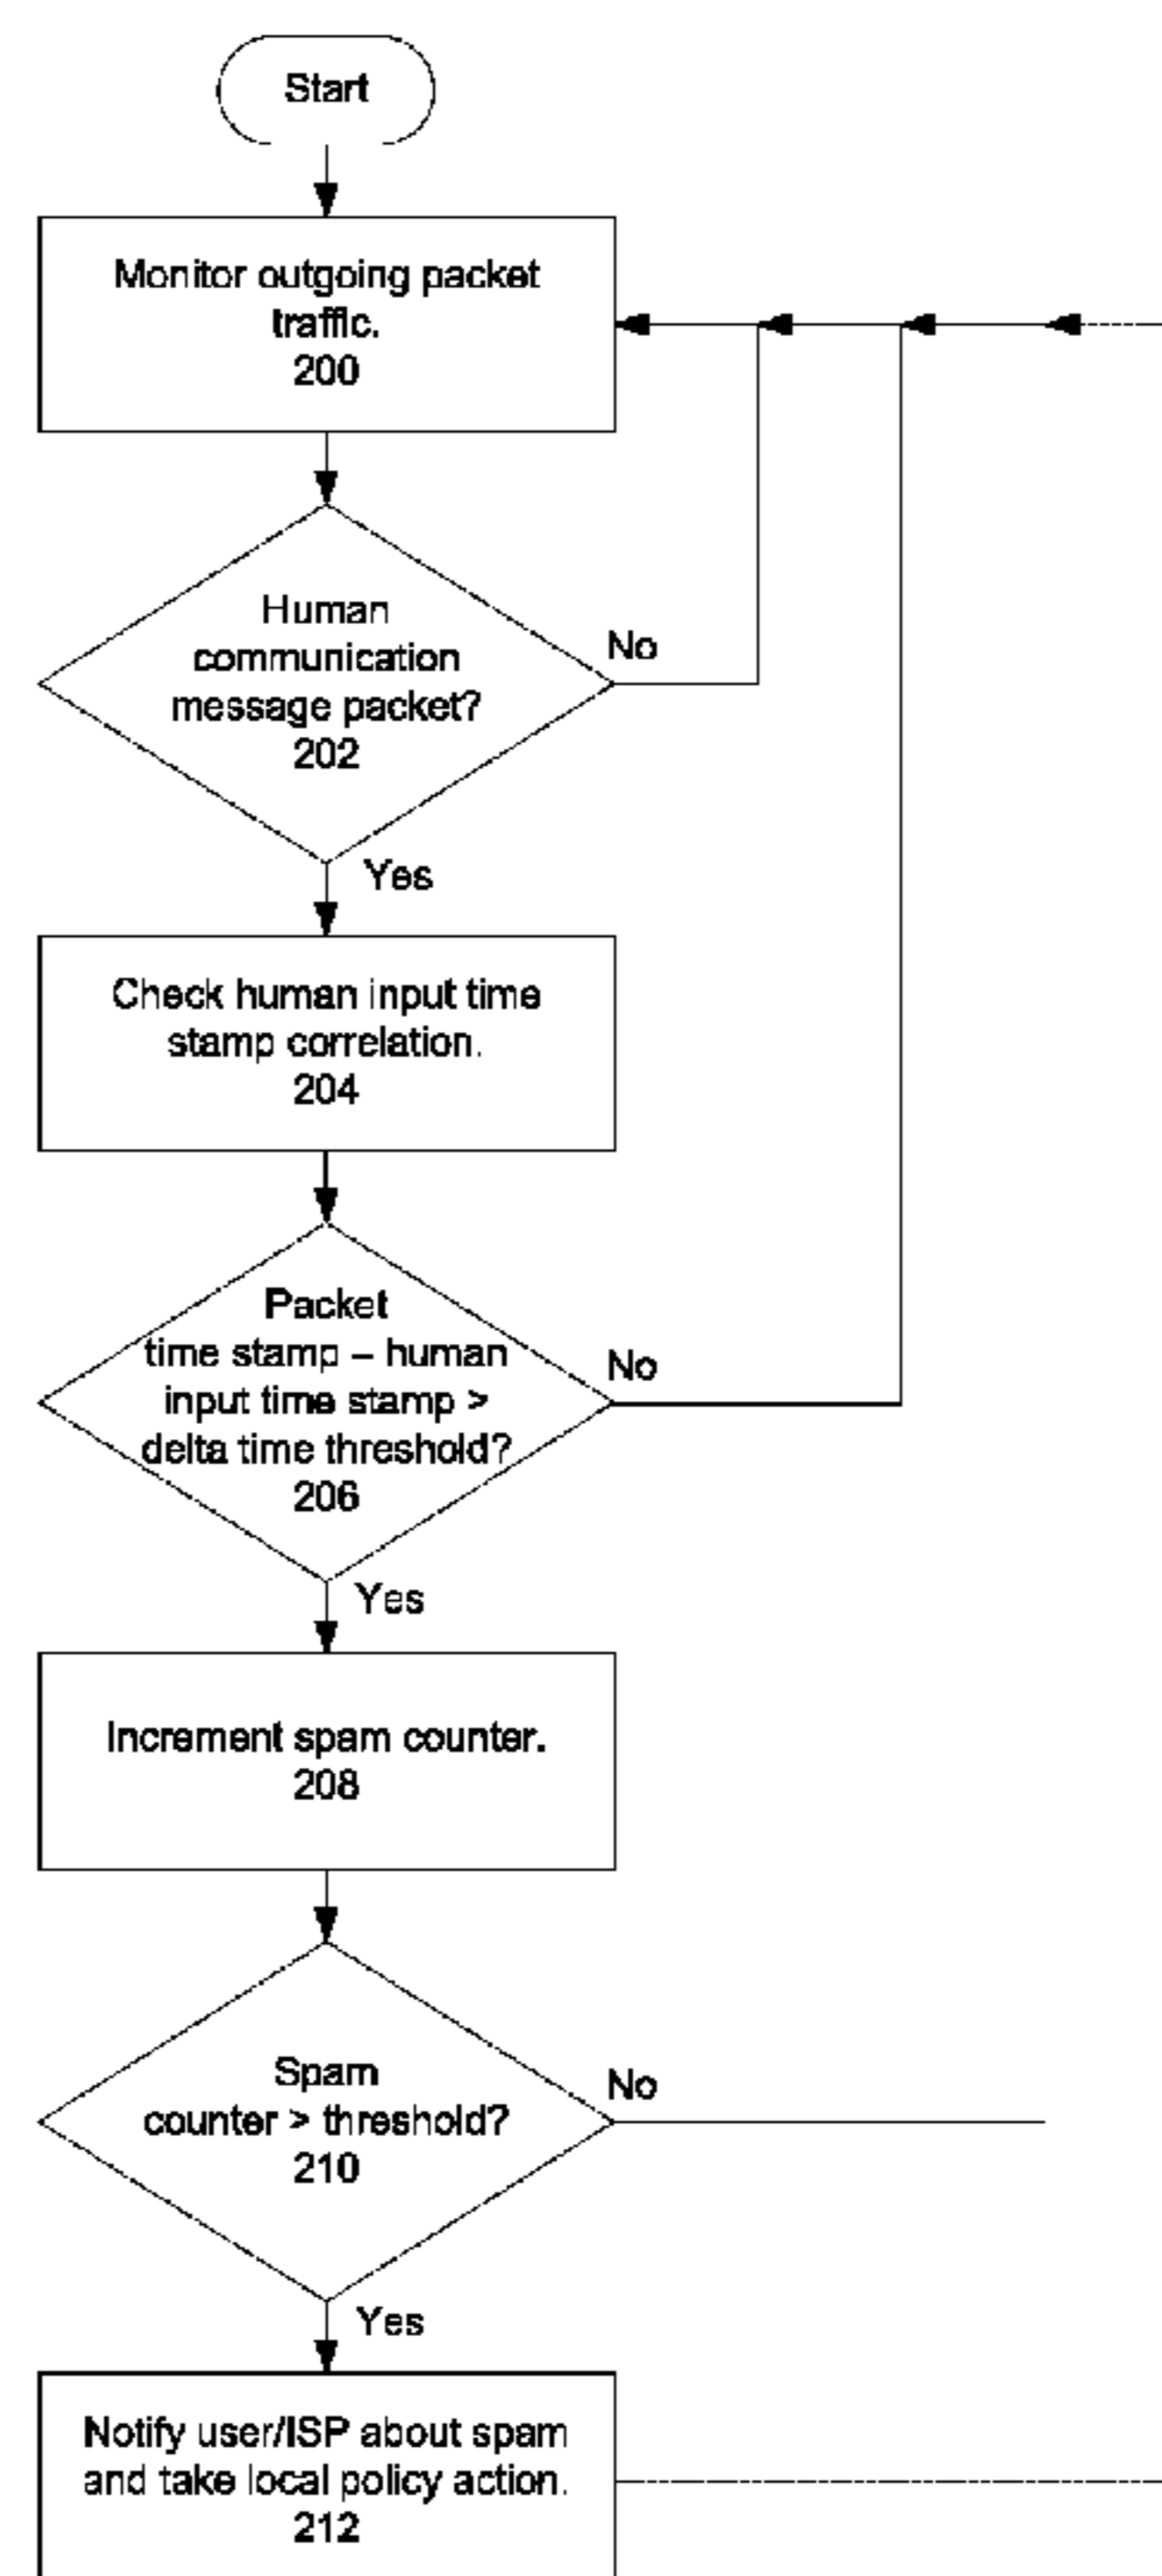 Start
Monitor outgoing packet
traffic.
200
Human
communication
message packet?
202
No
Yes
Check human input time
stamp correlation.
204
Packet
time stamp – human
input time stamp >
delta time threshold?
206
No
Yes
Increment spam counter.
208
Spam
counter > threshold?
210
No
Yes
Notify user/ISP about spam
and take local policy action.
212